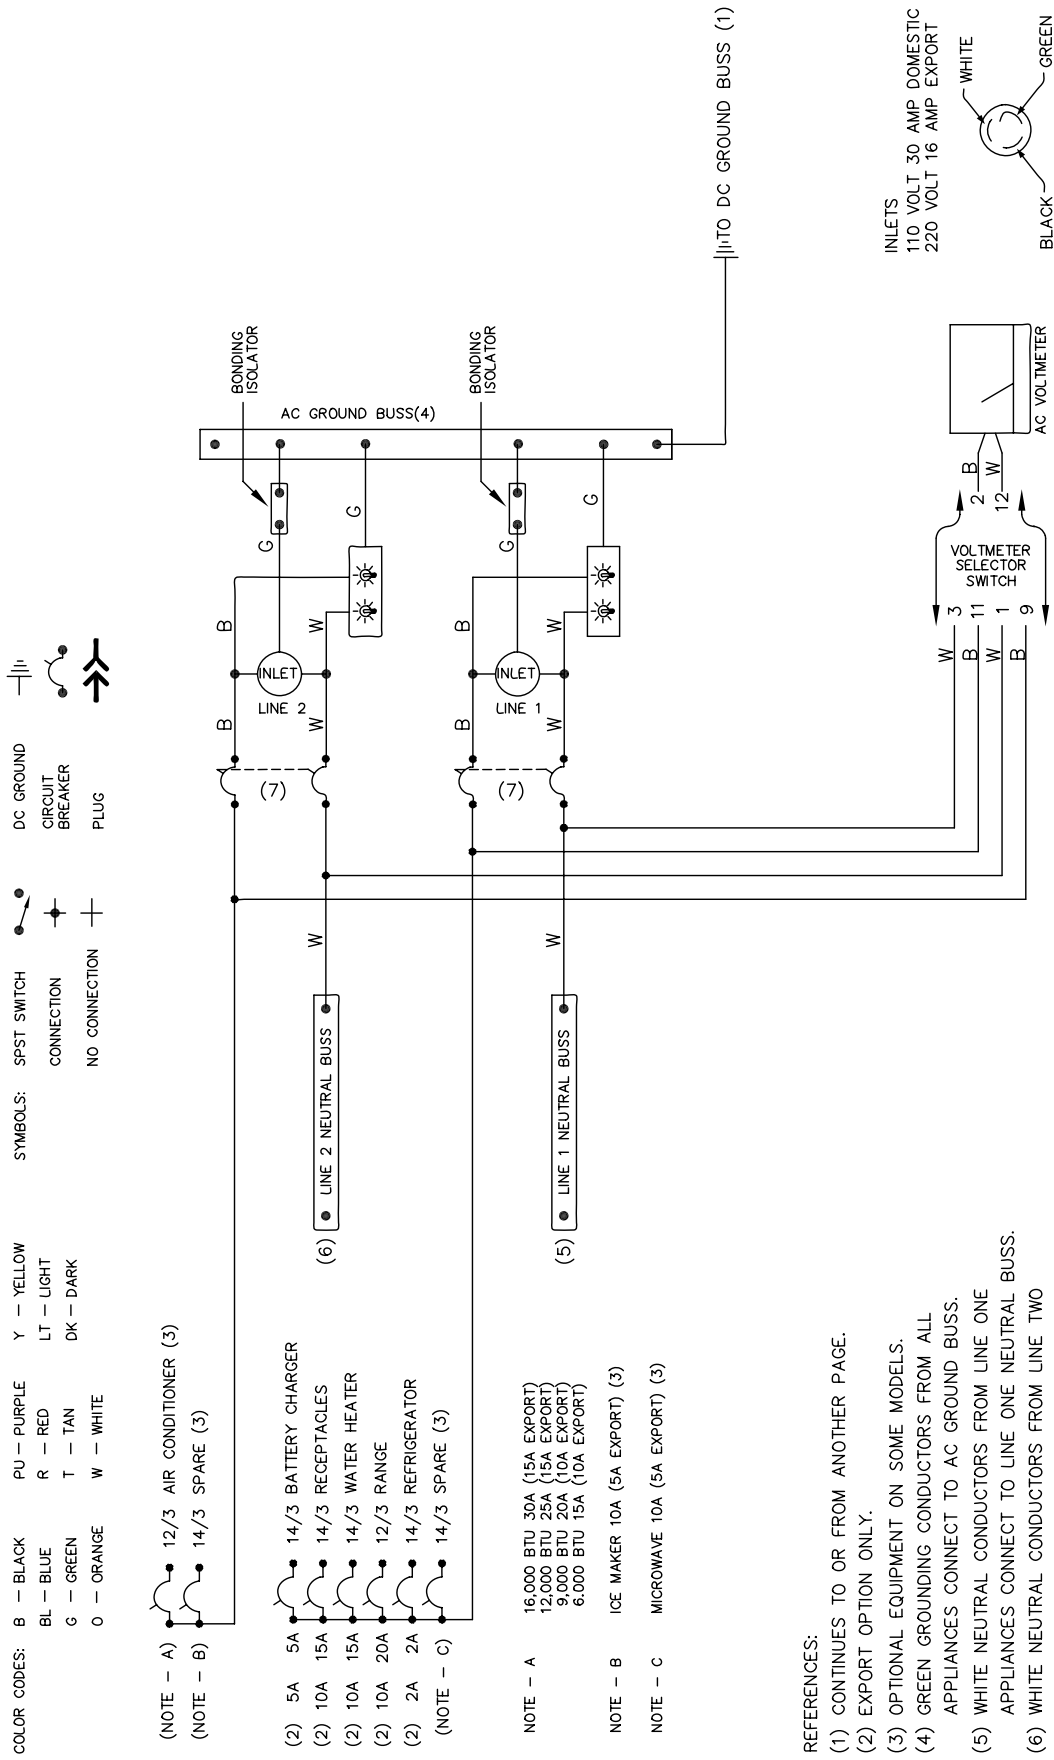 COLOR CODES:
B – BLACK
BL – BLUE
G – GREEN
O – ORANGE
PU – PURPLE
R – RED
T – TAN
W – WHITE
Y – YELLOW
LT – LIGHT
DK – DARK
SYMBOLS:
SPST SWITCH
CONNECTION
NO CONNECTION
DC GROUND
CIRCUIT
BREAKER
PLUG
(NOTE – A) 12/3 AIR CONDITIONER (3)
(NOTE – B) 14/3 SPARE (3)
(2) 5A 5A 14/3 BATTERY CHARGER
(2) 10A 15A 14/3 RECEPTACLES
(2) 10A 15A 14/3 WATER HEATER
(2) 10A 20A 12/3 RANGE
(2) 2A 2A 14/3 REFRIGERATOR
(NOTE – C) 14/3 SPARE (3)
NOTE – A
16,000 BTU 30A (15A EXPORT)
12,000 BTU 25A (15A EXPORT)
9,000 BTU 20A (10A EXPORT)
6.000 BTU 15A (10A EXPORT)
NOTE – B ICE MAKER 10A (5A EXPORT) (3)
NOTE – C MICROWAVE 10A (5A EXPORT) (3)
REFERENCES:
(1) CONTINUES TO OR FROM ANOTHER PAGE.
(2) EXPORT OPTION ONLY.
(3) OPTIONAL EQUIPMENT ON SOME MODELS.
(4) GREEN GROUNDING CONDUCTORS FROM ALL
APPLIANCES CONNECT TO AC GROUND BUSS.
(5) WHITE NEUTRAL CONDUCTORS FROM LINE ONE
APPLIANCES CONNECT TO LINE ONE NEUTRAL BUSS.
(6) WHITE NEUTRAL CONDUCTORS FROM LINE TWO
(6)
LINE 2 NEUTRAL BUSS
W
(7)
B
W
LINE 2
INLET
B
W
G
G
BONDING
ISOLATOR
AC GROUND BUSS(4)
(5)
LINE 1 NEUTRAL BUSS
W
(7)
B
W
LINE 1
INLET
B
W
G
G
BONDING
ISOLATOR
TO DC GROUND BUSS (1)
W 3
B 11
W 1
B 9
VOLTMETER
SELECTOR
SWITCH
2 B
12 W
AC VOLTMETER
INLETS
110 VOLT 30 AMP DOMESTIC
220 VOLT 16 AMP EXPORT
WHITE
BLACK
GREEN